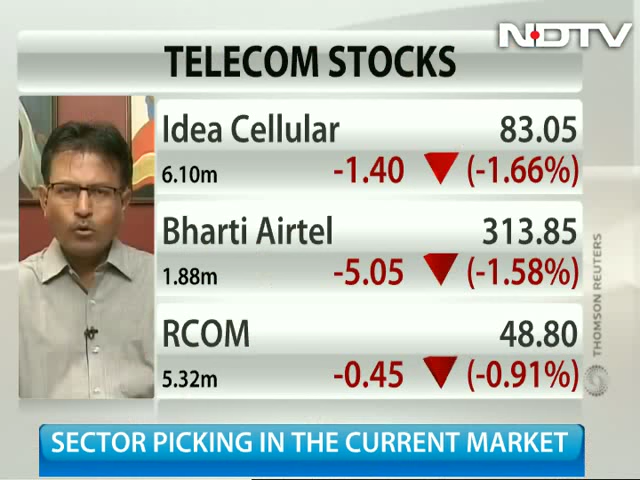 NDTV
TELECOM STOCKS
Idea Cellular 83.05
6.10m -1.40 (-1.66%)
Bharti Airtel 313.85
1.88m -5.05 (-1.58%)
RCOM 48.80
5.32m -0.45 (-0.91%)
THOMSON REUTERS
SECTOR PICKING IN THE CURRENT MARKET